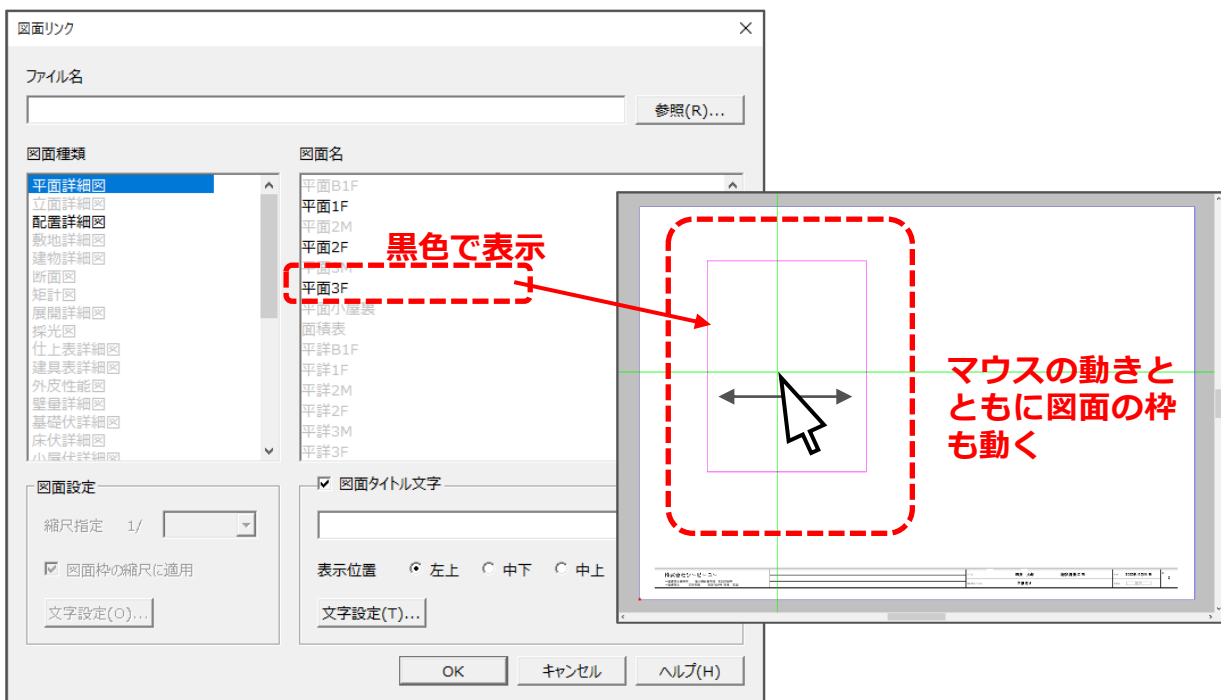 図面リンク
ファイル名
参照(R)...
図面種類
平面詳細図
立面詳細図
配置詳細図
敷地詳細図
建物詳細図
断面図
矩計図
展開詳細図
採光図
仕上表詳細図
建具表詳細図
外皮性能図
壁量詳細図
基礎伏詳細図
床伏詳細図
小屋伏詳細図
図面名
平面B1F
平面1F
平面2M
平面2F
平面3M
平面3F
平面小屋裏
面積表
平詳B1F
平詳1F
平詳2M
平詳2F
平詳3M
平詳3F
黒色で表示
マウスの動きと
ともに図面の枠
も動く
図面設定
縮尺指定 1/
図面枠の縮尺に適用
文字設定(O)...
図面タイトル文字
表示位置 左上 中下 中上
文字設定(T)...
OK
キャンセル
ヘルプ(H)